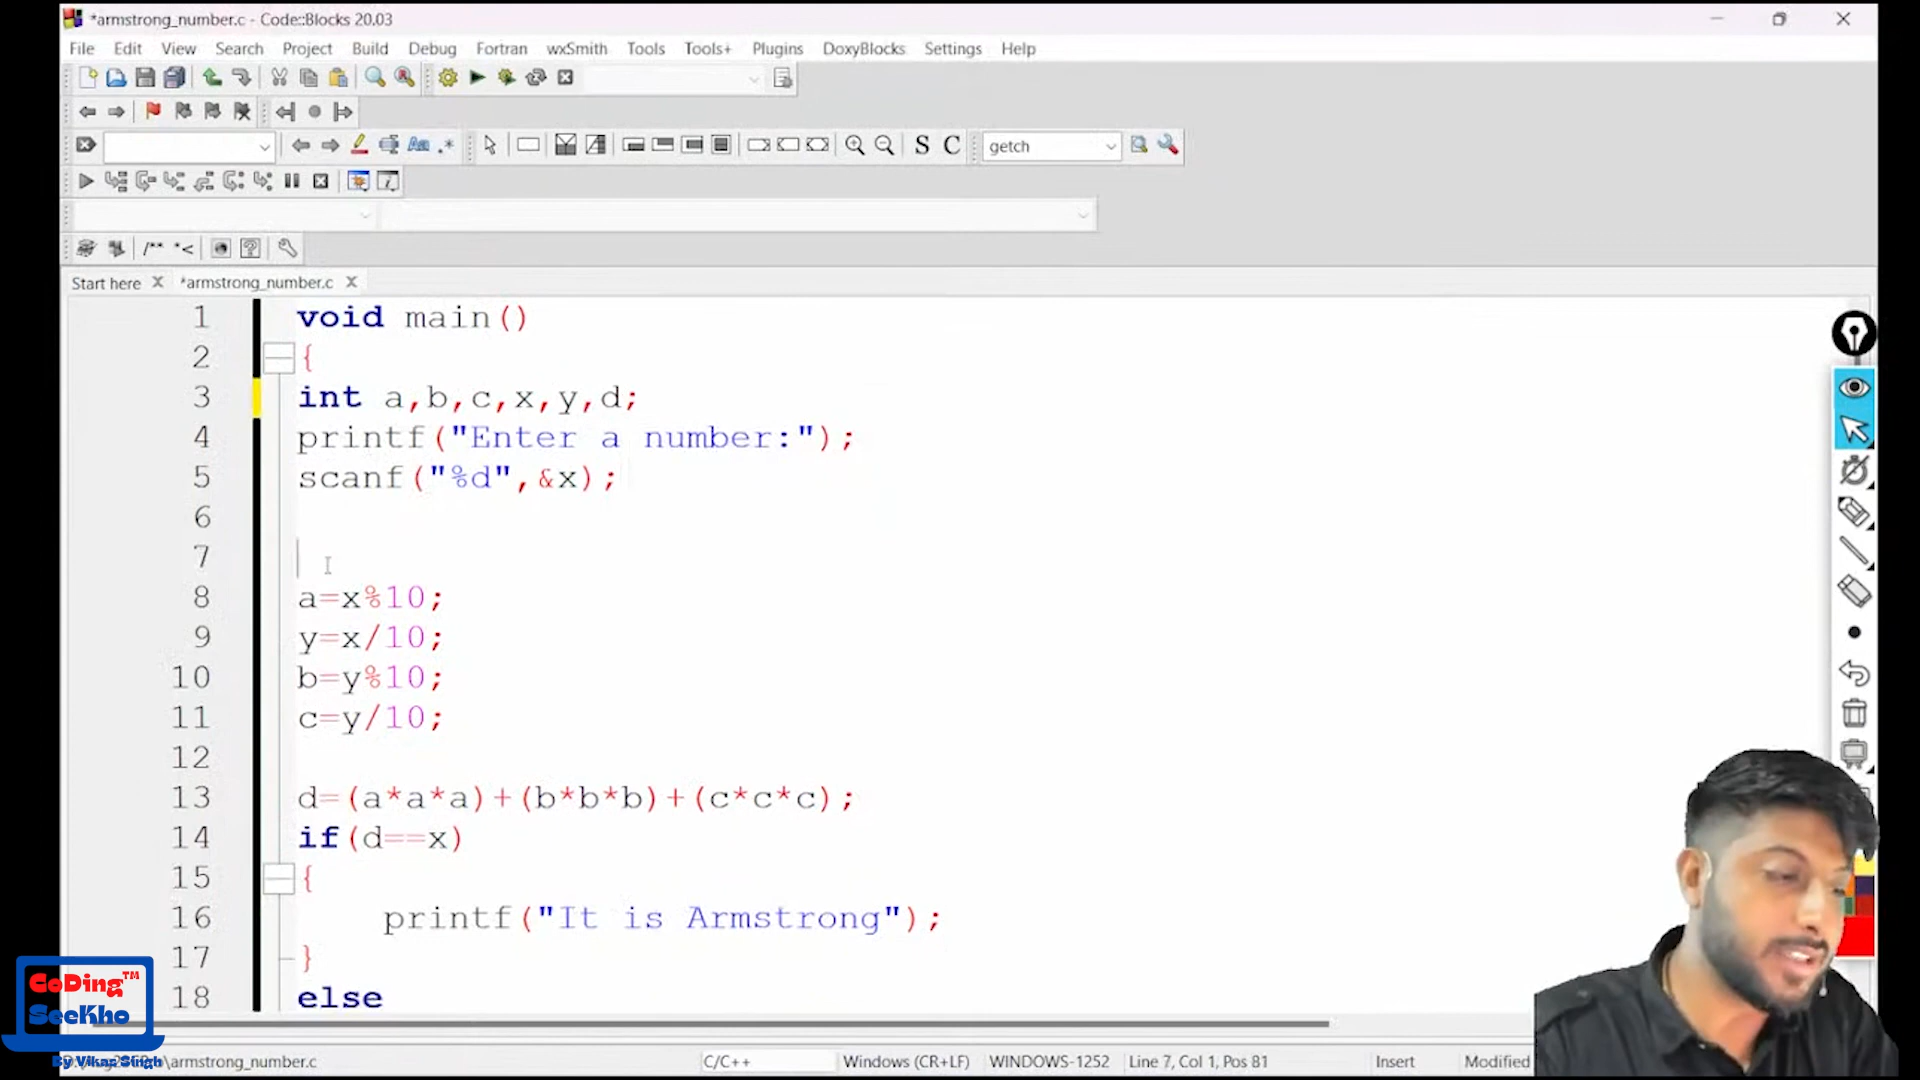 *armstrong_number.c - Code::Blocks 20.03
File Edit View Search Project Build Debug Fortran wxSmith Tools Tools+ Plugins DoxyBlocks Settings Help
S C getch
/** *<
Start here X *armstrong_number.c X
1 void main()
2 {
3 int a,b,c,x,y,d;
4 printf("Enter a number:");
5 scanf("%d",&x);
6
7
8 a=x%10;
9 y=x/10;
10 b=y%10;
11 c=y/10;
12
13 d=(a*a*a)+(b*b*b)+(c*c*c);
14 if(d==x)
15 {
16 printf("It is Armstrong");
17 }
18 else
CoDing™
SeeKho
By Vikas Singh
\armstrong_number.c C/C++ Windows (CR+LF) WINDOWS-1252 Line 7, Col 1, Pos 81 Insert Modified